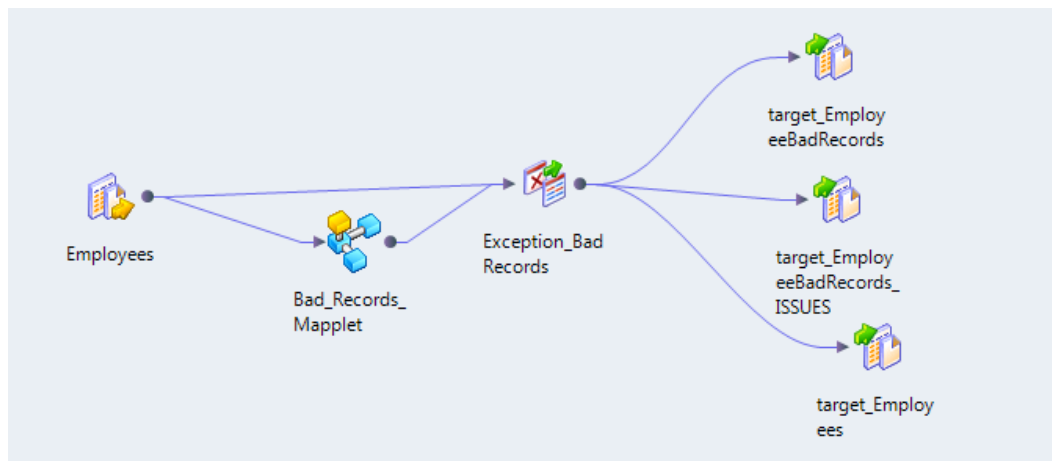 Employees
Bad_Records_
Mapplet
Exception_Bad
Records
target_Employ
eeBadRecords
target_Employ
eeBadRecords_
ISSUES
target_Employ
ees